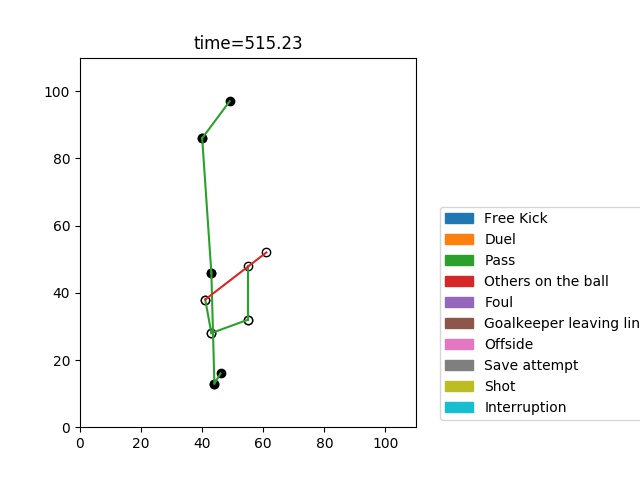 time=515.23
100
80
60
40
20
0
0 20 40 60 80 100
Free Kick
Duel
Pass
Others on the ball
Foul
Goalkeeper leaving lin
Offside
Save attempt
Shot
Interruption